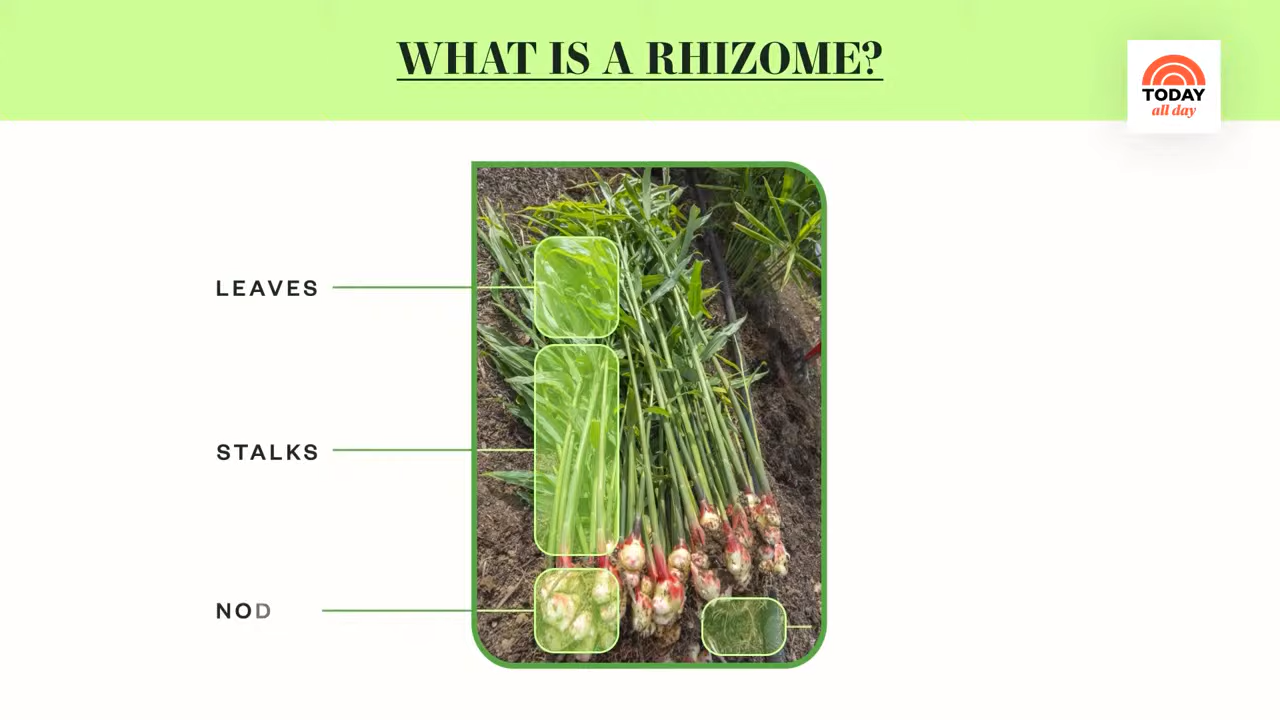 WHAT IS A RHIZOME?
TODAY
all day
LEAVES
STALKS
NOD